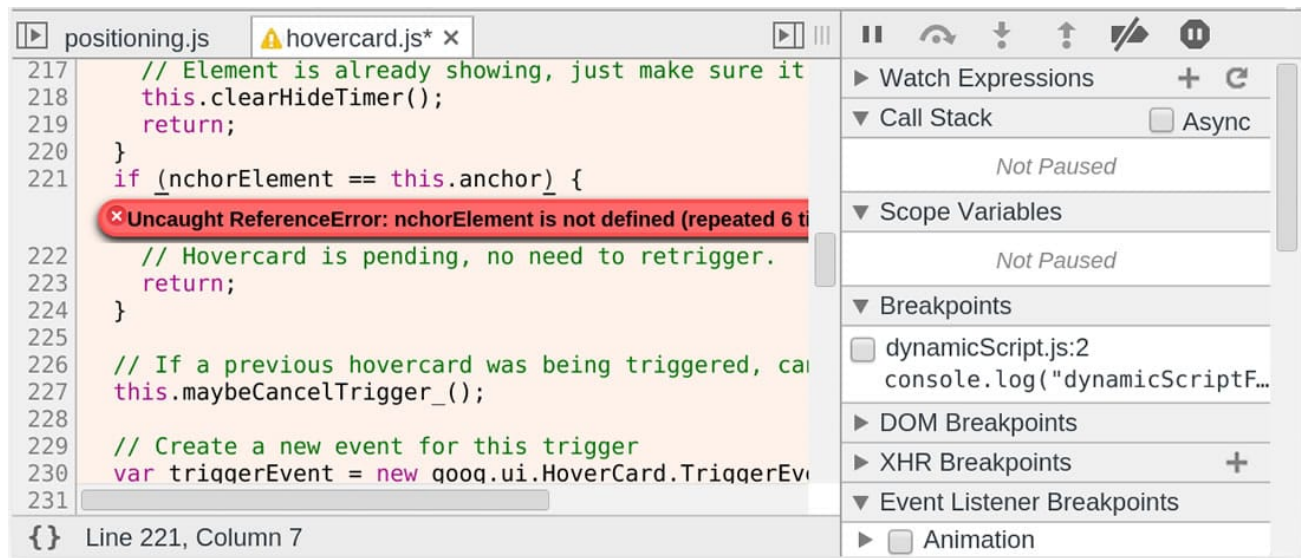 positioning.js
hovercard.js* ×
217 // Element is already showing, just make sure it
218 this.clearHideTimer();
219 return;
220 }
221 if (nchorElement == this.anchor) {
Uncaught ReferenceError: nchorElement is not defined (repeated 6 ti
222 // Hovercard is pending, no need to retrigger.
223 return;
224 }
225
226 // If a previous hovercard was being triggered, ca
227 this.maybeCancelTrigger_();
228
229 // Create a new event for this trigger
230 var triggerEvent = new goog.ui.HoverCard.TriggerEv
231
{} Line 221, Column 7
Watch Expressions
Call Stack
Async
Not Paused
Scope Variables
Not Paused
Breakpoints
dynamicScript.js:2
console.log("dynamicScriptF…
DOM Breakpoints
XHR Breakpoints
Event Listener Breakpoints
Animation